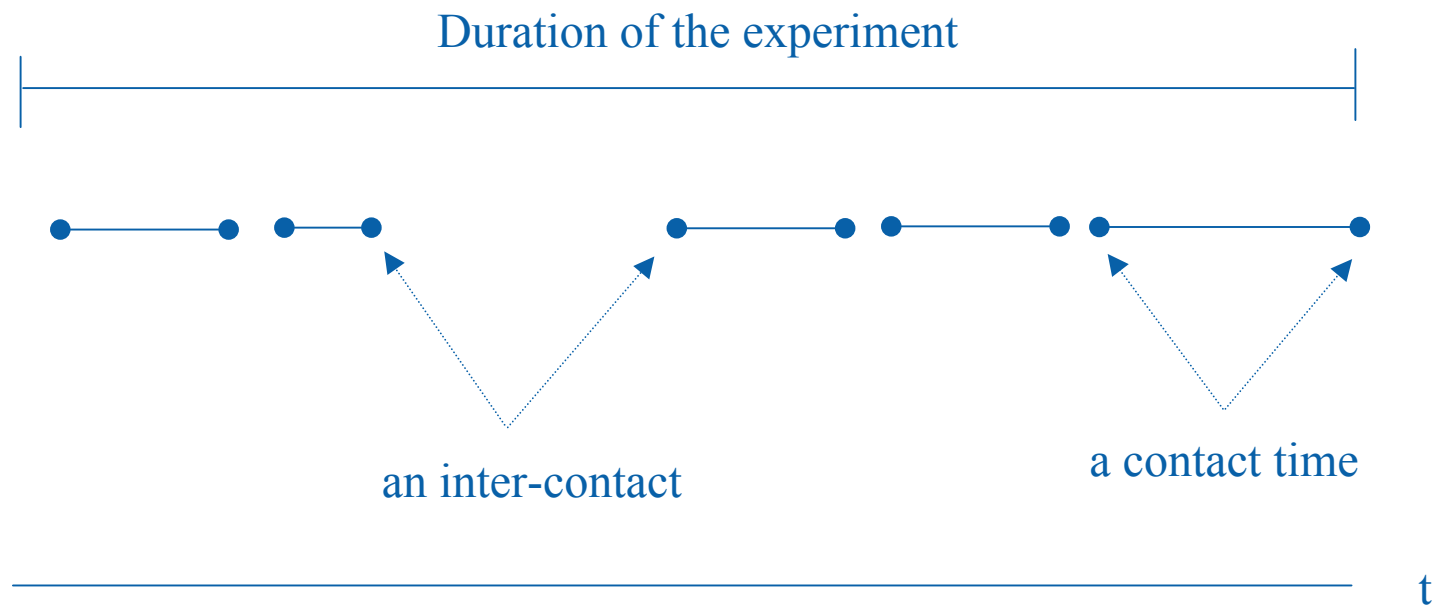 Duration of the experiment
an inter-contact
a contact time
t